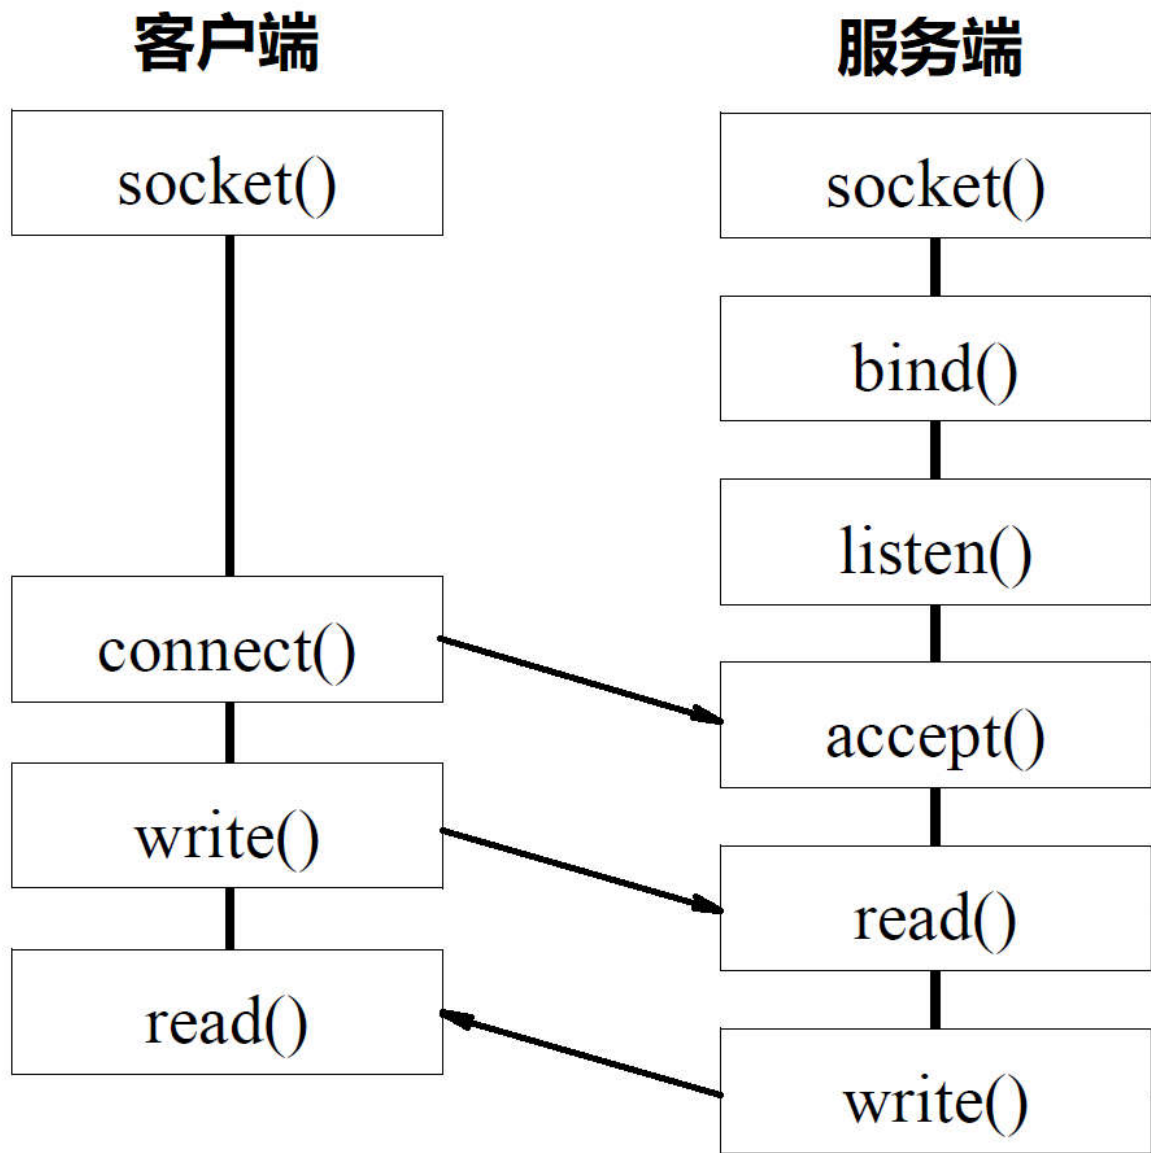 客户端
socket()
connect()
write()
read()
服务端
socket()
bind()
listen()
accept()
read()
write()